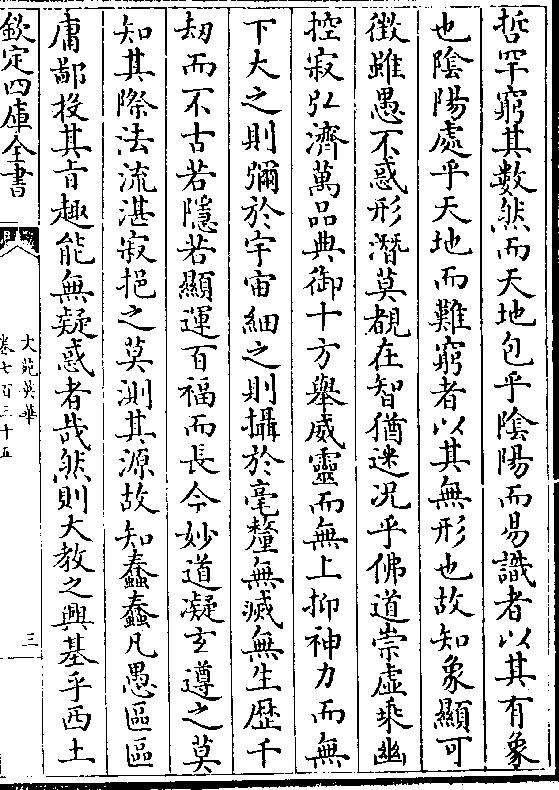 哲罕窮其数然而天地包乎陰陽而易識者以其有象
也陰陽處乎天地而難窮者以其無形也故知象顯可
徴雖愚不惑形潛莫覩在智猶迷况乎佛道崇虛乘幽
控寂弘濟萬品典御十方舉威靈而無上抑神力而無
下大之則彌於宇宙細之則攝於毫釐無滅無生歴千
刼而不古若隱若顯運百福而長今妙道凝玄遵之莫
知其際法流湛寂挹之莫測其源故知蠢蠢凡愚區區
庸鄙投其㫖趣能無疑惑者哉然則大教之興基乎西土
欽定四庫全書
文苑英華
卷七百三十五
三